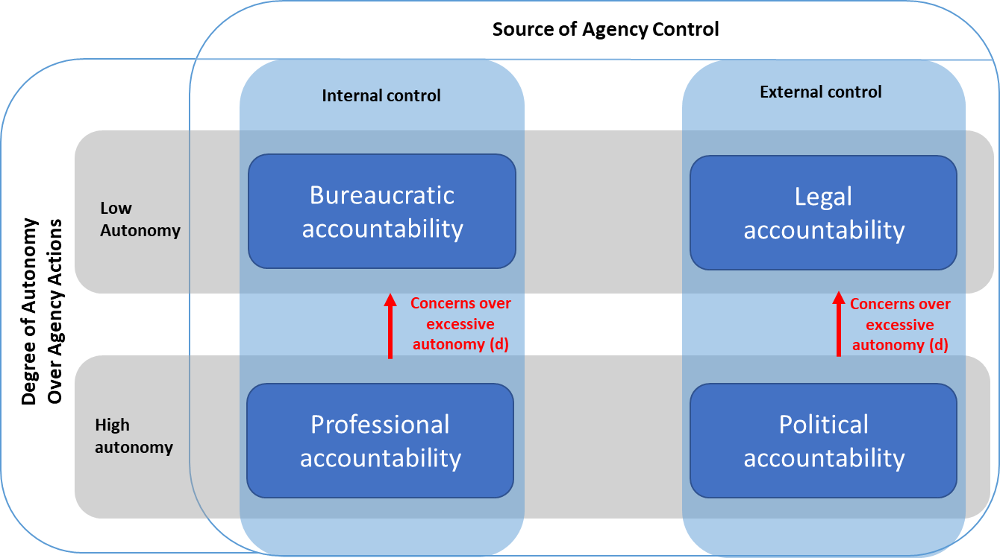 Source of Agency Control
Internal control
External control
Degree of Autonomy
Over Agency Actions
Low
Autonomy
Bureaucratic
accountability
Legal
accountability
Concerns over
excessive
autonomy (d)
Concerns over
excessive
autonomy (d)
High
autonomy
Professional
accountability
Political
accountability